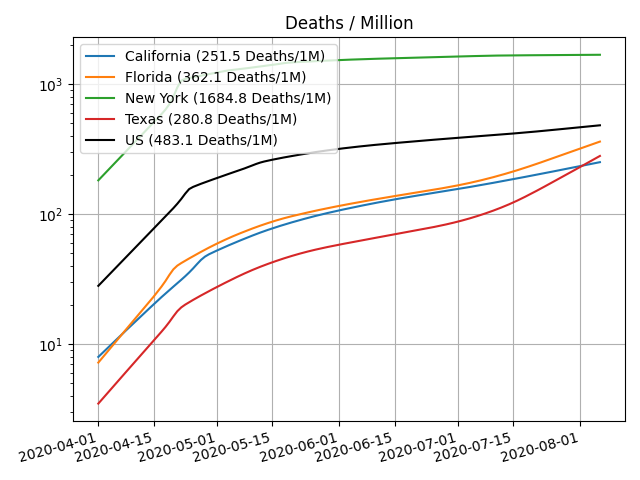 Deaths / Million
California (251.5 Deaths/1M)
Florida (362.1 Deaths/1M)
New York (1684.8 Deaths/1M)
Texas (280.8 Deaths/1M)
US (483.1 Deaths/1M)
10³
10²
10¹
2020-04-01
2020-04-15
2020-05-01
2020-05-15
2020-06-01
2020-06-15
2020-07-01
2020-07-15
2020-08-01